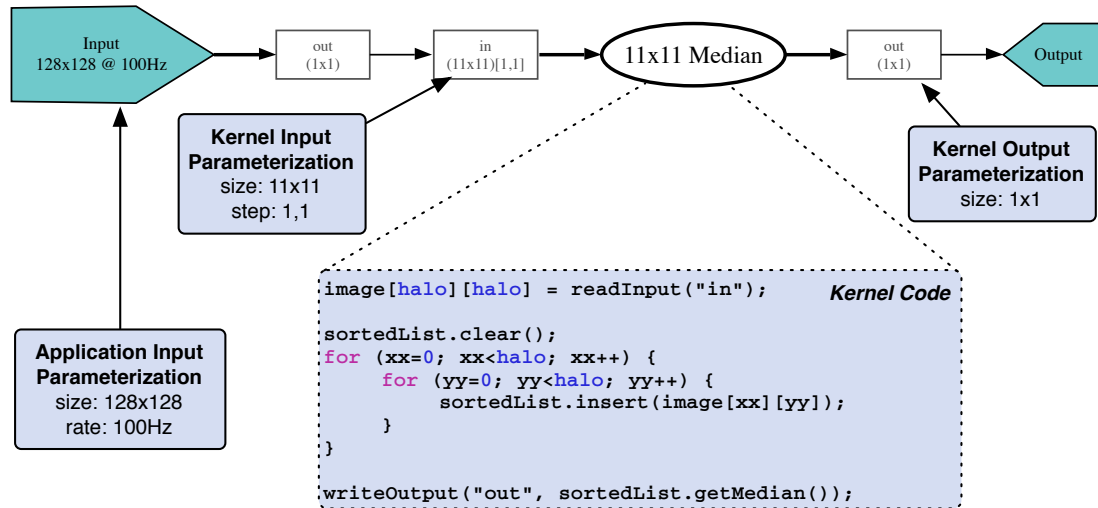 Input
128x128 @ 100Hz
out
(1x1)
in
(11x11)[1,1]
11x11 Median
out
(1x1)
Output
Kernel Input
Parameterization
size: 11x11
step: 1,1
Kernel Output
Parameterization
size: 1x1
Application Input
Parameterization
size: 128x128
rate: 100Hz
image[halo][halo] = readInput("in");
Kernel Code
sortedList.clear();
for (xx=0; xx<halo; xx++) {
for (yy=0; yy<halo; yy++) {
sortedList.insert(image[xx][yy]);
}
}
writeOutput("out", sortedList.getMedian());